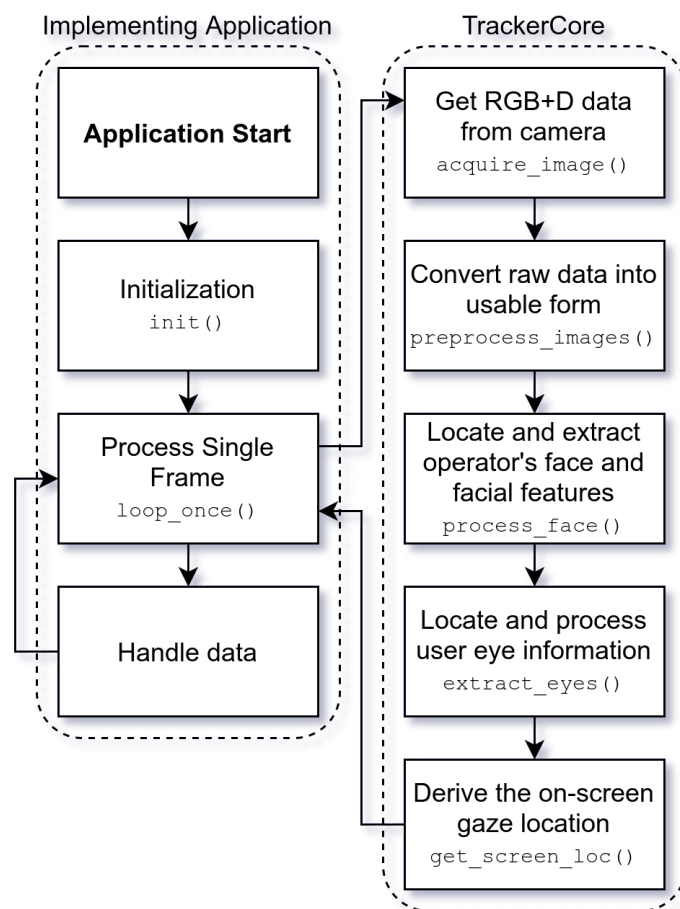 Implementing Application
Application Start
Initialization
init()
Process Single
Frame
loop_once()
Handle data
TrackerCore
Get RGB+D data
from camera
acquire_image()
Convert raw data into
usable form
preprocess_images()
Locate and extract
operator's face and
facial features
process_face()
Locate and process
user eye information
extract_eyes()
Derive the on-screen
gaze location
get_screen_loc()